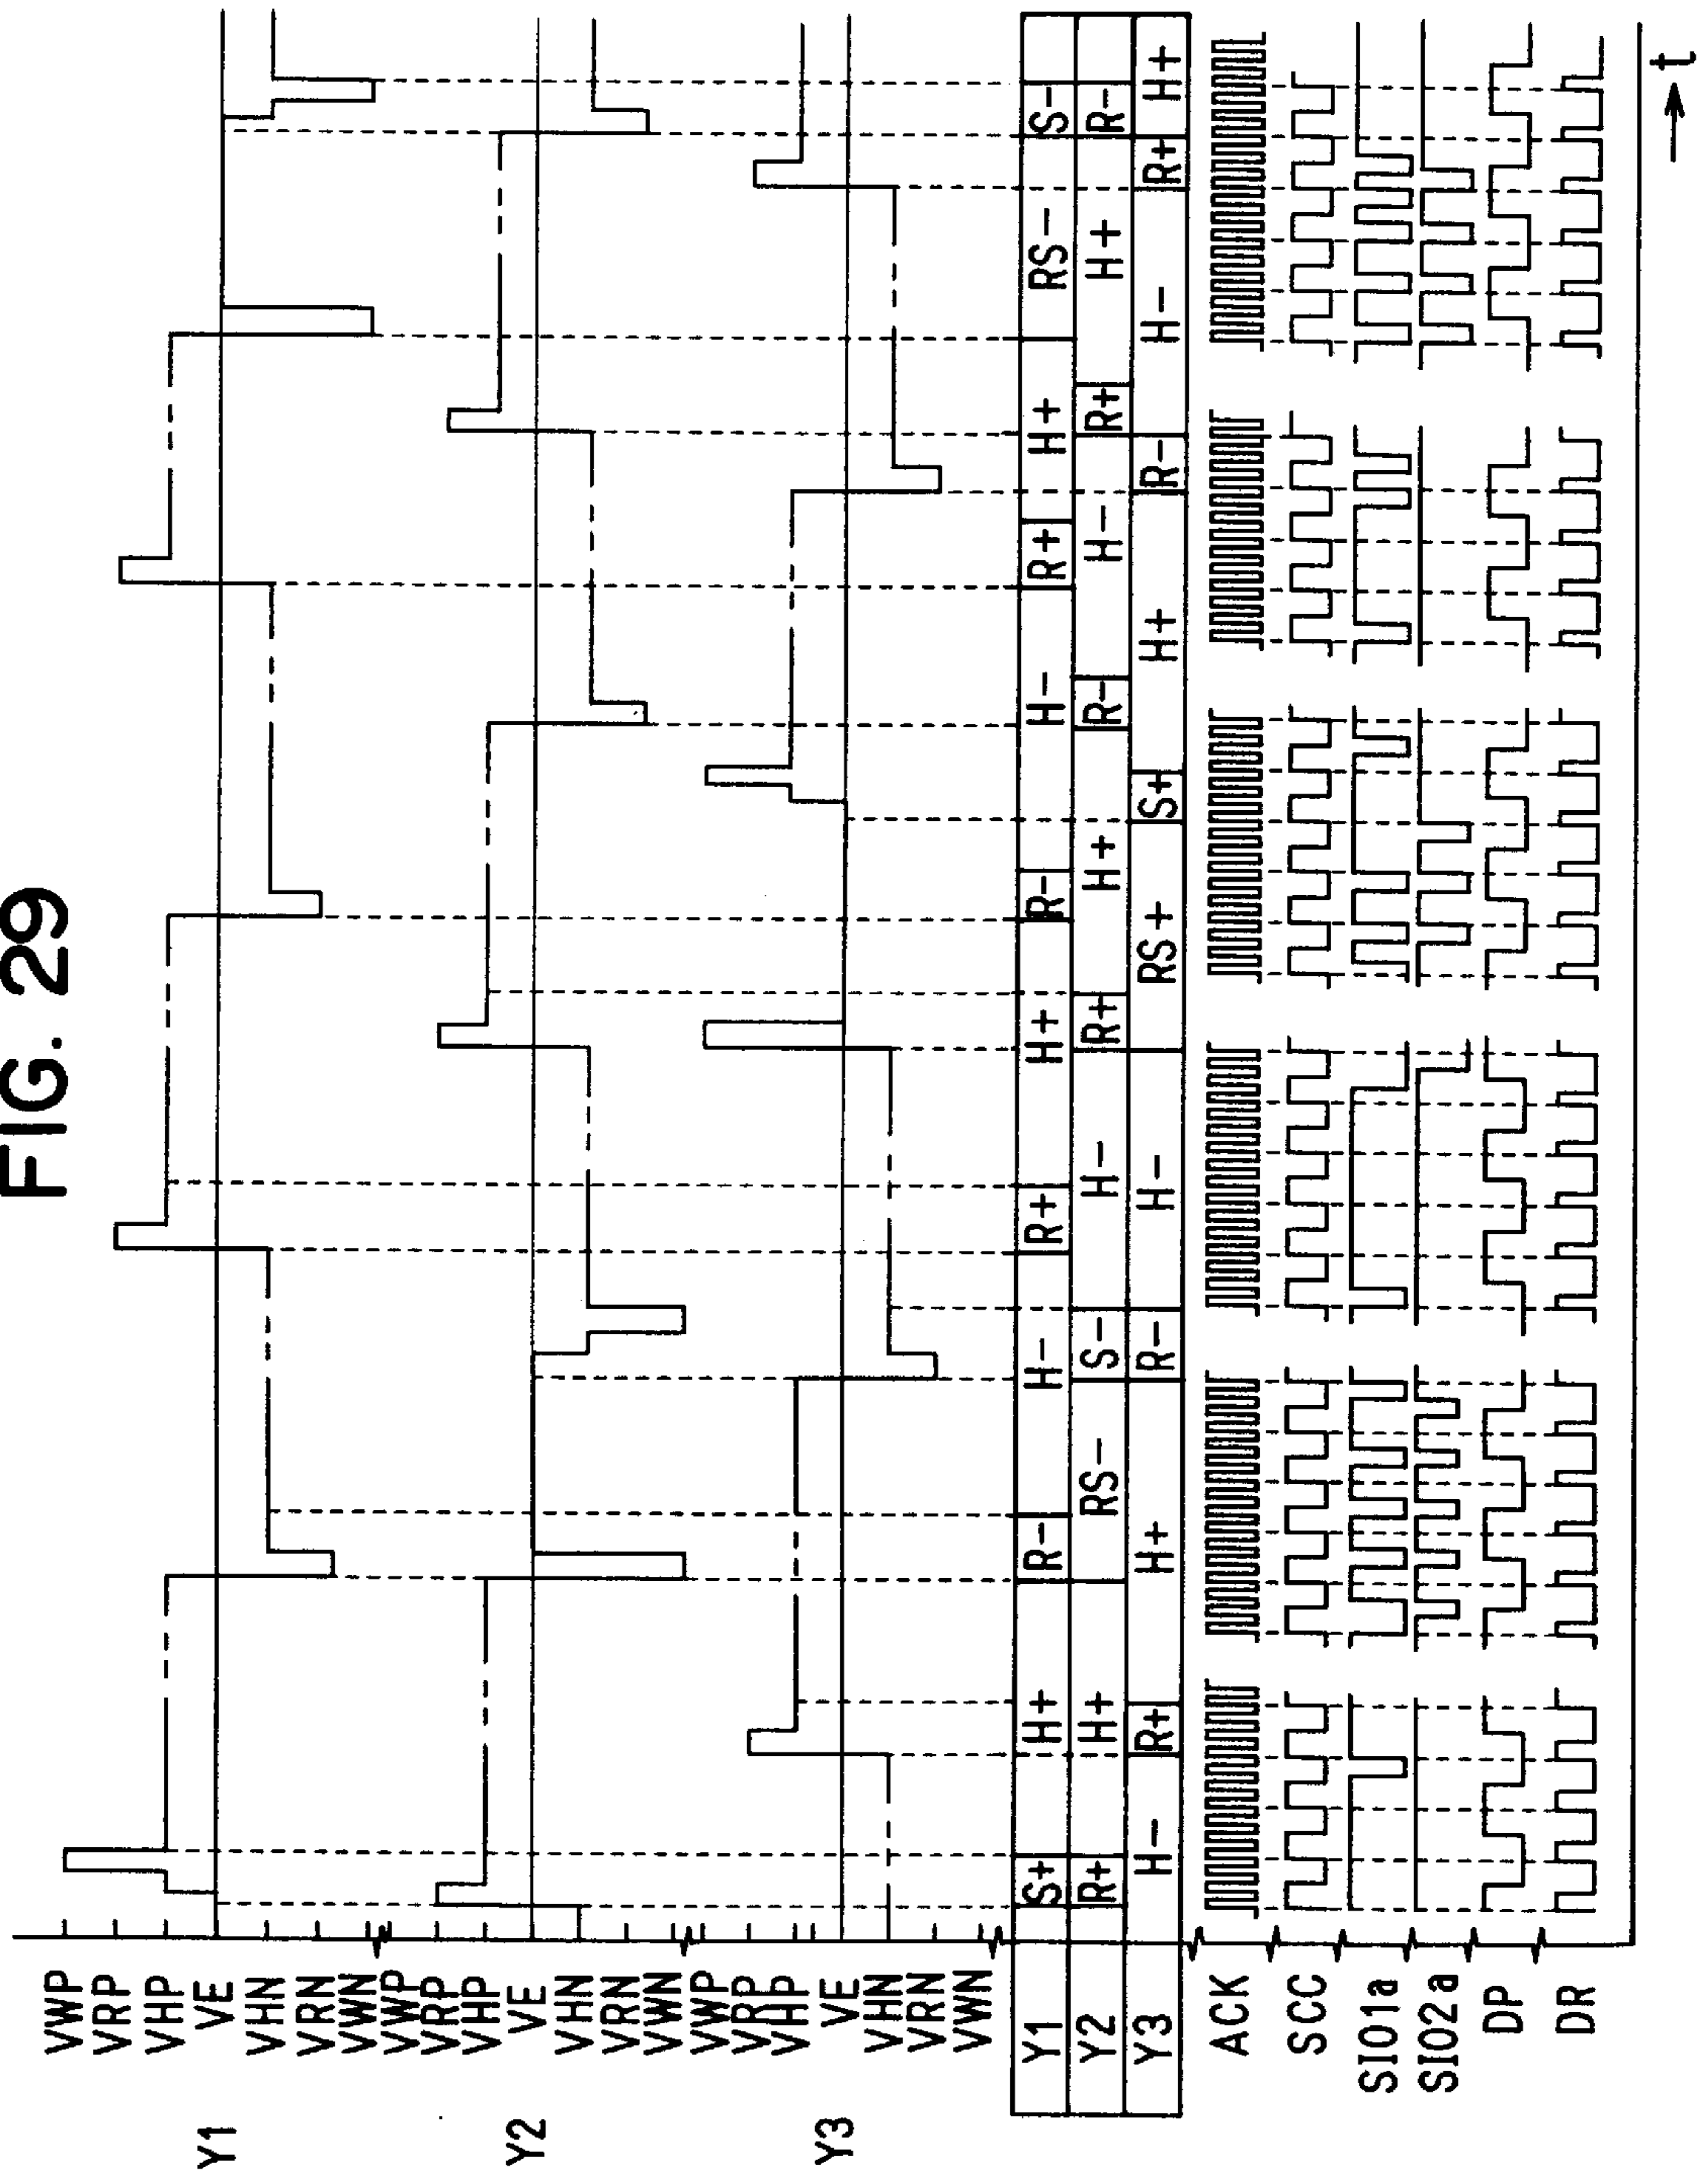 FIG. 29
Y1
VWP
VRP
VHP
VE
VHN
VRN
VWN
Y2
VWP
VRP
VHP
VE
VHN
VRN
VWN
Y3
VWP
VRP
VHP
VE
VHN
VRN
VWN
Y1 S+ H+ R- H- R+ H+ R- H- R+ H+ RS- S-
Y2 R+ H+ RS- S- H- R+ H+ R- H- R+ H+ R-
Y3 H- R+ H+ R- H- RS+ S+ H+ R- H- R+ H+
ACK
SCC
SI01a
SI02a
DP
DR
t